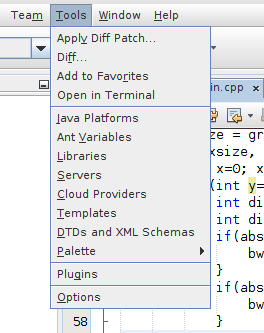 Team Tools Window Help
Apply Diff Patch...
Diff...
in.cpp
Add to Favorites
Open in Terminal
Java Platforms
size = gr
Ant Variables
xsize,
Libraries
x=0; x
Servers
(int y=
Cloud Providers
int di
Templates
int di
DTDs and XML Schemas
if(abs
Palette
bw
Plugins
}
if(abs
Options
bw
58
}